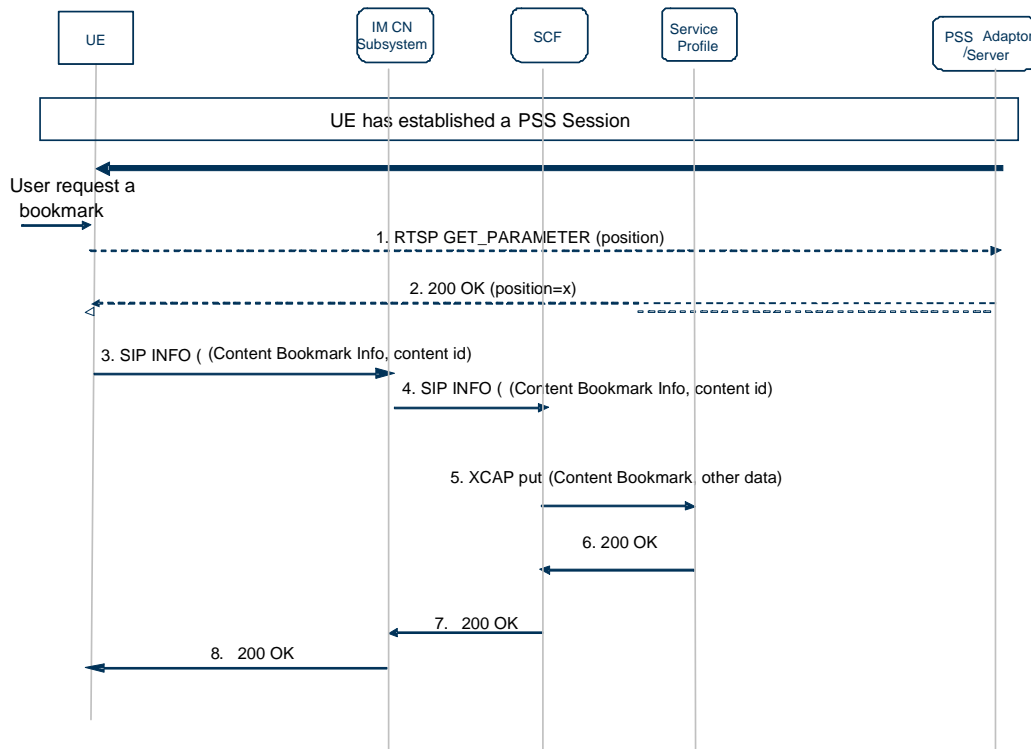 UE
IM CN
Subsystem
SCF
Service
Profile
PSS Adaptor
/Server
UE has established a PSS Session
User request a
bookmark
1. RTSP GET_PARAMETER (position)
2. 200 OK (position=x)
3. SIP INFO ( (Content Bookmark Info, content id)
4. SIP INFO ( (Content Bookmark Info, content id)
5. XCAP put (Content Bookmark, other data)
6. 200 OK
7. 200 OK
8. 200 OK